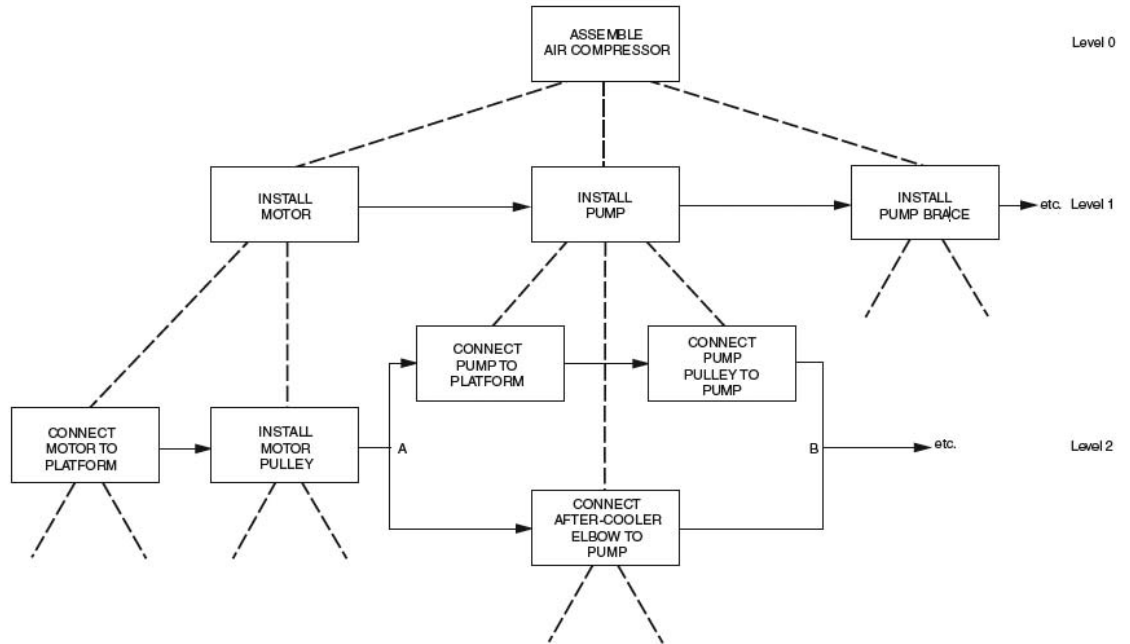 ASSEMBLE
AIR COMPRESSOR
Level 0
INSTALL
MOTOR
INSTALL
PUMP
INSTALL
PUMP BRACE
etc.
Level 1
CONNECT
PUMP TO
PLATFORM
CONNECT
PUMP
PULLEY TO
PUMP
CONNECT
MOTOR TO
PLATFORM
INSTALL
MOTOR
PULLEY
A
B
etc.
Level 2
CONNECT
AFTER-COOLER
ELBOW TO
PUMP